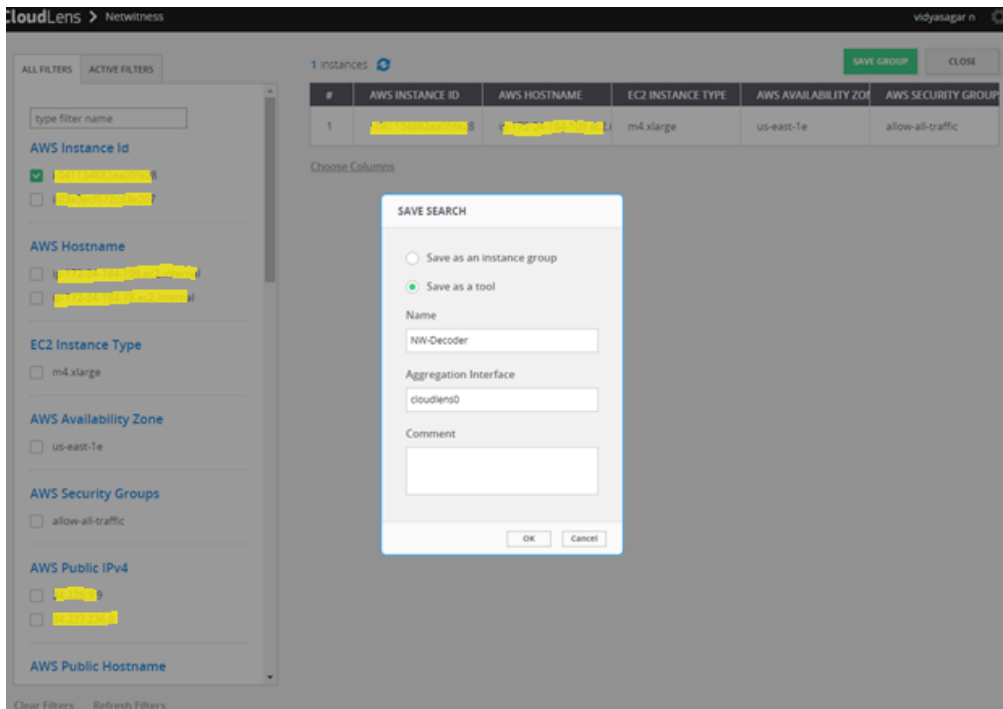 CloudLens > Netwitness
vidyasagar n
ALL FILTERS
ACTIVE FILTERS
1 instances
SAVE GROUP
CLOSE
type filter name
# AWS INSTANCE ID AWS HOSTNAME EC2 INSTANCE TYPE AWS AVAILABILITY ZON AWS SECURITY GROUP
1 m4.xlarge us-east-1e allow-all-traffic
Choose Columns
AWS Instance Id
AWS Hostname
EC2 Instance Type
m4.xlarge
AWS Availability Zone
us-east-1e
AWS Security Groups
allow-all-traffic
AWS Public IPv4
AWS Public Hostname
Clear Filters Refresh Filters
SAVE SEARCH
Save as an instance group
Save as a tool
Name
NW-Decoder
Aggregation Interface
cloudlens0
Comment
OK
Cancel